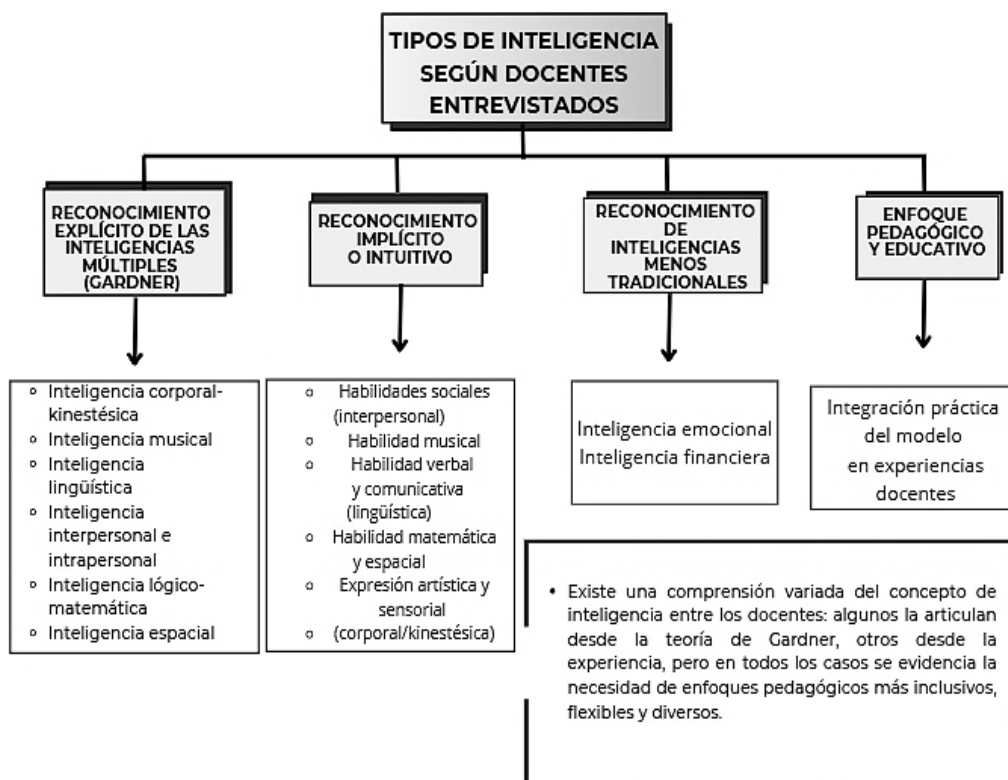 TIPOS DE INTELIGENCIA
SEGÚN DOCENTES
ENTREVISTADOS
RECONOCIMIENTO
EXPLÍCITO DE LAS
INTELIGENCIAS
MÚLTIPLES
(GARDNER)
RECONOCIMIENTO
IMPLÍCITO
O INTUITIVO
RECONOCIMIENTO
DE
INTELIGENCIAS
MENOS
TRADICIONALES
ENFOQUE
PEDAGÓGICO
Y EDUCATIVO
Inteligencia corporal-
kinestésica
Inteligencia musical
Inteligencia
lingüística
Inteligencia
interpersonal e
intrapersonal
Inteligencia lógico-
matemática
Inteligencia espacial
Habilidades sociales
(interpersonal)
Habilidad musical
Habilidad verbal
y comunicativa
(lingüística)
Habilidad matemática
y espacial
Expresión artística y
sensorial
(corporal/kinestésica)
Inteligencia emocional
Inteligencia financiera
Integración práctica
del modelo
en experiencias
docentes
• Existe una comprensión variada del concepto de
inteligencia entre los docentes: algunos la articulan
desde la teoría de Gardner, otros desde la
experiencia, pero en todos los casos se evidencia la
necesidad de enfoques pedagógicos más inclusivos,
flexibles y diversos.